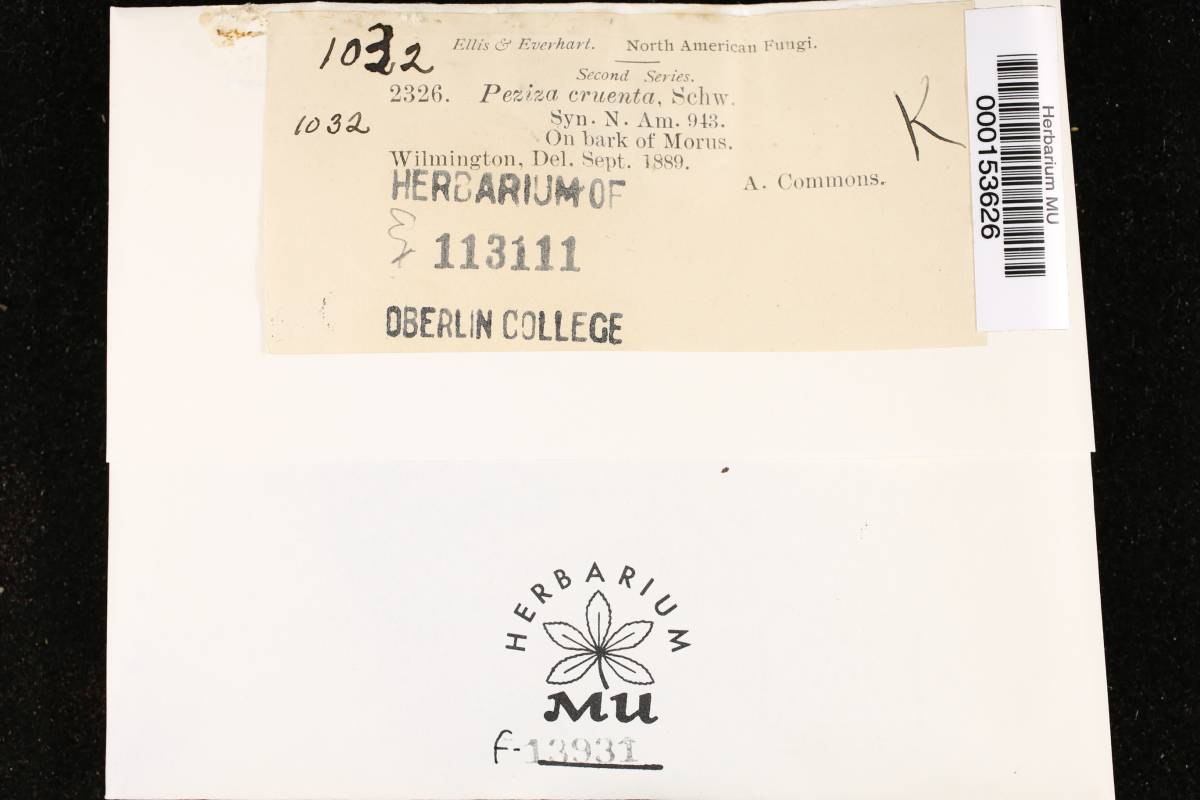 1032
Ellis & Everhart. North American Fungi.
Second Series.
2326. Peziza cruenta, Schw.
1032
Syn. N. Am. 943.
On bark of Morus.
Wilmington, Del. Sept. 1889.
A. Commons.
K
HERBARIUM OF
113111
OBERLIN COLLEGE
Herbarium MU
000153626
HERBARIUM
MU
F-13931